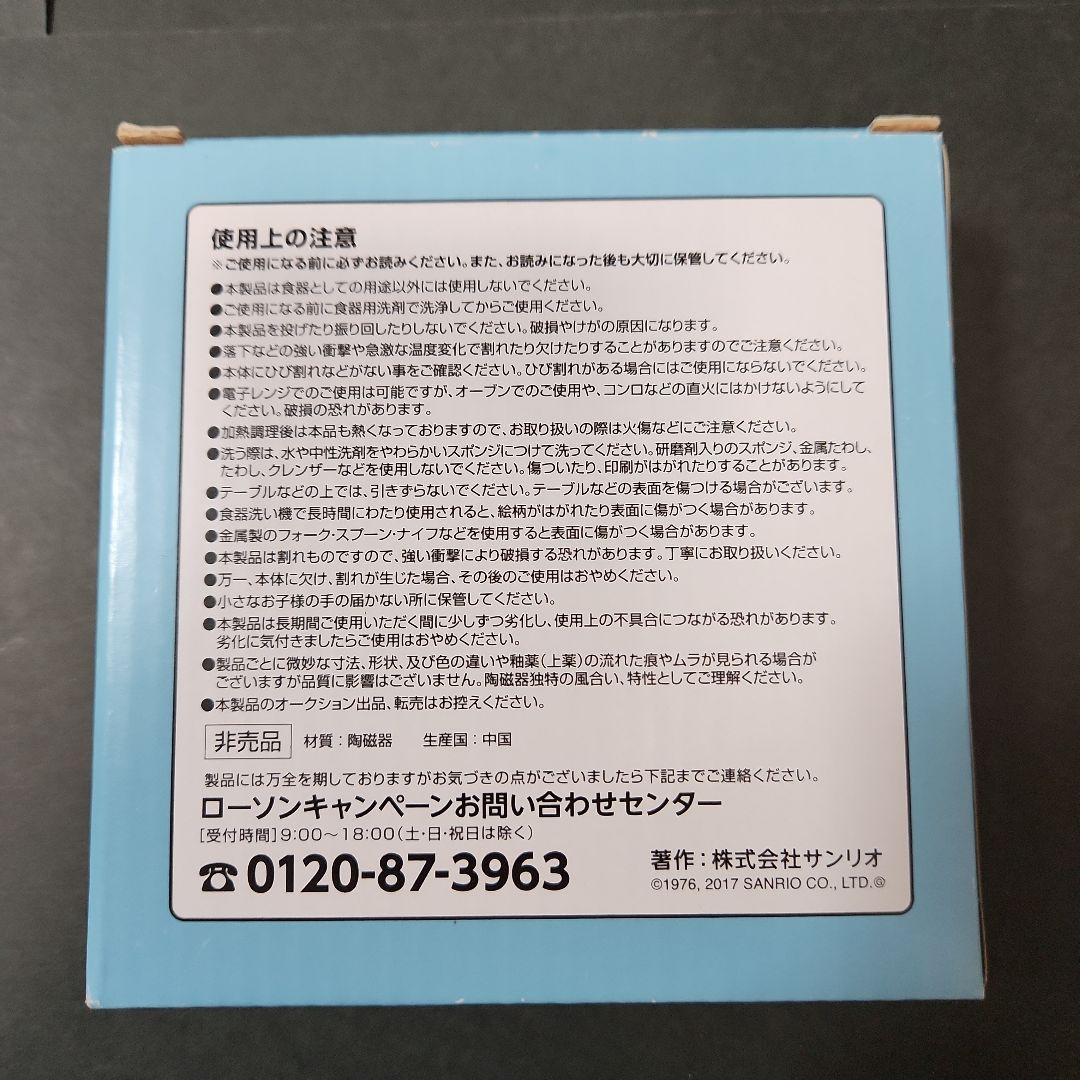 使用上の注意
※ご使用になる前に必ずお読みください。また、お読みになった後も大切に保管してください。
●本製品は食器としての用途以外には使用しないでください。
●ご使用になる前に食器用洗剤で洗浄してからご使用ください。
●本製品を投げたり振り回したりしないでください。破損やけがの原因になります。
●落下などの強い衝撃や急激な温度変化で割れたり欠けたりすることがありますのでご注意ください。
●本体にひび割れなどがない事をご確認ください。ひび割れがある場合にはご使用にならないでください。
●電子レンジでのご使用は可能ですが、オーブンでのご使用や、コンロなどの直火にはかけないようにして
ください。破損の恐れがあります。
●加熱調理後は本品も熱くなっておりますので、お取り扱いの際は火傷などにご注意ください。
●洗う際は、水や中性洗剤をやわらかいスポンジにつけて洗ってください。研磨剤入りのスポンジ、金属たわし、
たわし、クレンザーなどを使用しないでください。傷ついたり、印刷がはがれたりすることがあります。
●テーブルなどの上では、引きずらないでください。テーブルなどの表面を傷つける場合がございます。
●食器洗い機で長時間にわたり使用されると、絵柄がはがれたり表面に傷がつく場合があります。
●金属製のフォーク・スプーン・ナイフなどを使用すると表面に傷がつく場合があります。
●本製品は割れものですので、強い衝撃により破損する恐れがあります。丁寧にお取り扱いください。
●万一、本体に欠け、割れが生じた場合、その後のご使用はおやめください。
●小さなお子様の手の届かない所に保管してください。
●本製品は長期間ご使用いただく間に少しずつ劣化し、使用上の不具合につながる恐れがあります。
劣化に気付きましたらご使用はおやめください。
●製品ごとに微妙な寸法、形状、及び色の違いや釉薬(上薬)の流れた痕やムラが見られる場合が
ございますが品質に影響はございません。陶磁器独特の風合い、特性としてご理解ください。
●本製品のオークション出品、転売はお控えください。
非売品 材質:陶磁器 生産国:中国
製品には万全を期しておりますがお気づきの点がございましたら下記までご連絡ください。
ローソンキャンペーンお問い合わせセンター
[受付時間]9:00〜18:00(土・日・祝日は除く)
☎0120-87-3963
著作:株式会社サンリオ
©1976, 2017 SANRIO CO., LTD.@